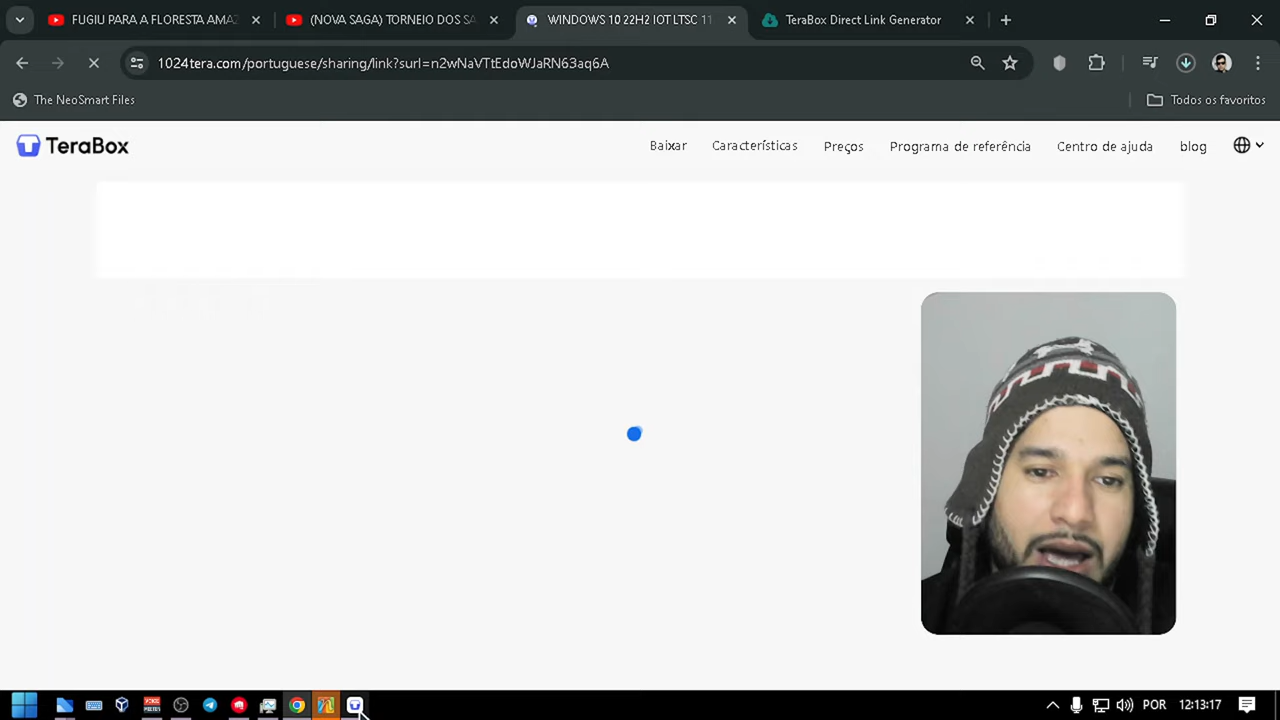 FUGIU PARA A FLORESTA AMA
(NOVA SAGA) TORNEIO DOS SA
WINDOWS 10 22H2 IOT LTSC 11
TeraBox Direct Link Generator
1024tera.com/portuguese/sharing/link?surl=n2wNaVTtEdoWJaRN63aq6A
The NeoSmart Files
Todos os favoritos
TeraBox
Baixar
Características
Preços
Programa de referência
Centro de ajuda
blog
POR
12:13:17